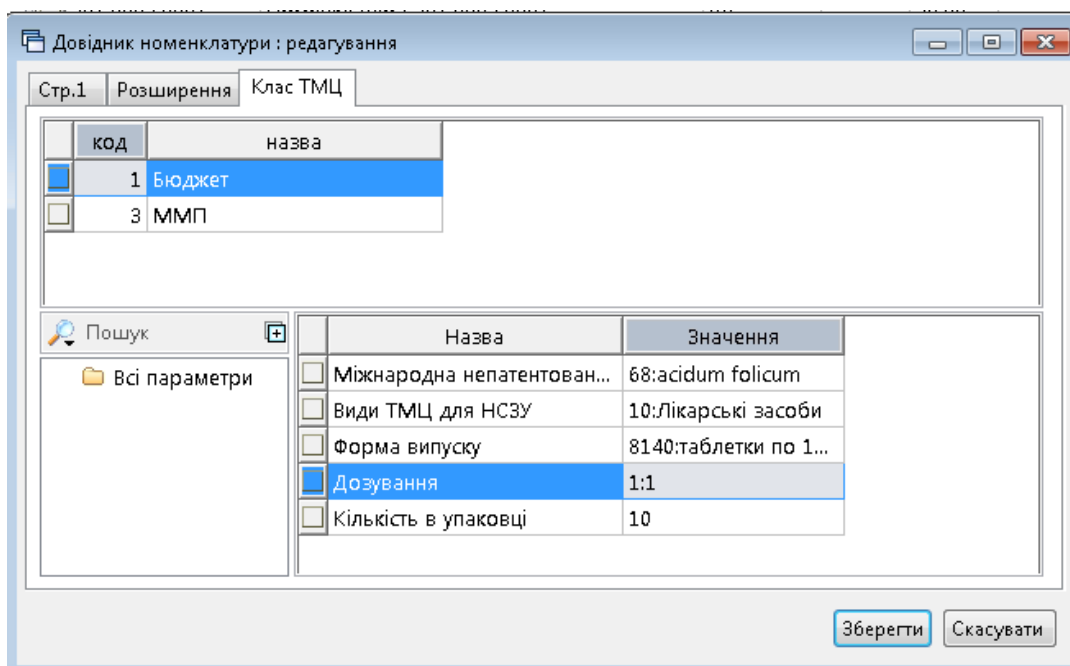 Довідник номенклатури : редагування
Стр.1 Розширення Клас ТМЦ
код назва
1 Бюджет
3 ММП
Пошук
Всі параметри
Назва Значення
Міжнародна непатентован... 68:acidum folicum
Види ТМЦ для НСЗУ 10:Лікарські засоби
Форма випуску 8140:таблетки по 1...
Дозування 1:1
Кількість в упаковці 10
Зберегти Скасувати